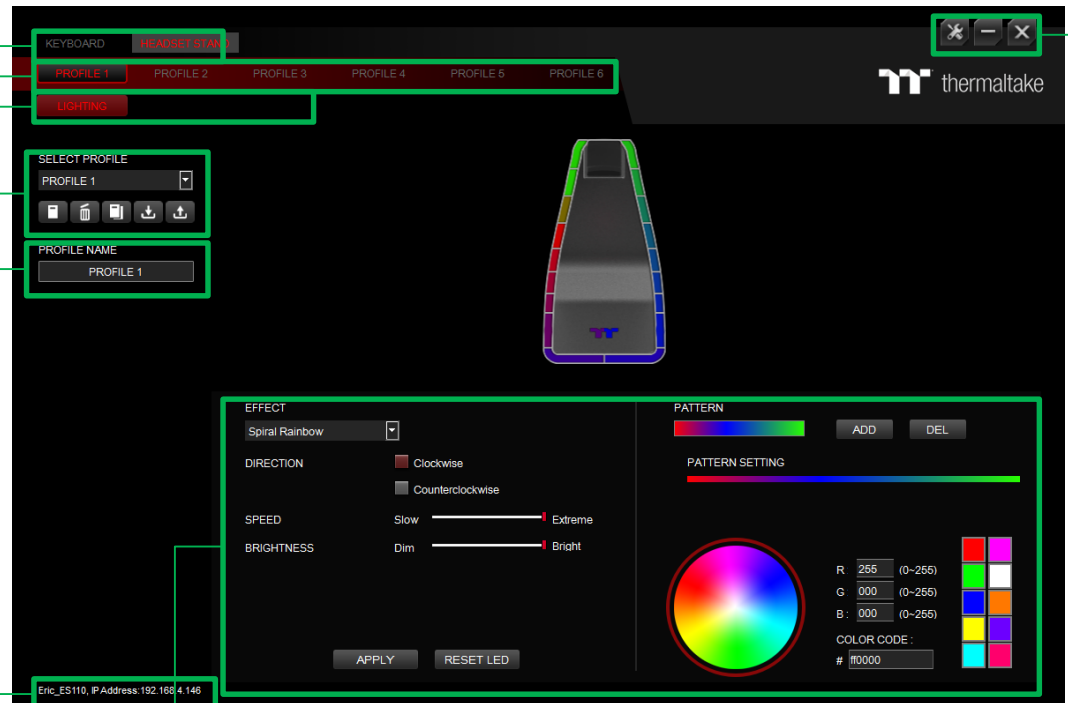 KEYBOARD HEADSET STAND
PROFILE 1 PROFILE 2 PROFILE 3 PROFILE 4 PROFILE 5 PROFILE 6
thermaltake
LIGHTING
SELECT PROFILE
PROFILE 1
PROFILE NAME
PROFILE 1
EFFECT
Spiral Rainbow
DIRECTION Clockwise
Counterclockwise
SPEED Slow Extreme
BRIGHTNESS Dim Bright
APPLY RESET LED
PATTERN
ADD DEL
PATTERN SETTING
R 255 (0~255)
G 000 (0~255)
B : 000 (0~255)
COLOR CODE :
# ff0000
Eric_ES110, IP Address:192.168.4.146